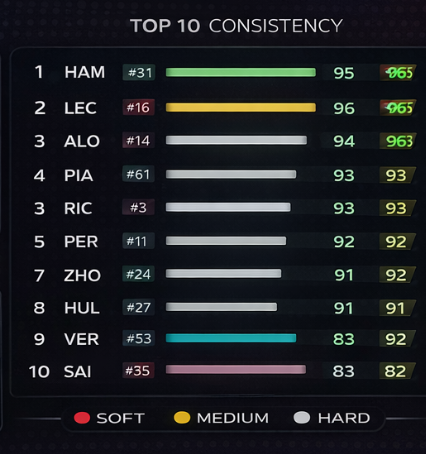 TOP 10 CONSISTENCY
1 HAM #31 95
2 LEC #16 96
3 ALO #14 94 963
4 PIA #61 93 93
3 RIC #3 93 93
5 PER #11 92 92
7 ZHO #24 91 92
8 HUL #27 91 91
9 VER #53 83 92
10 SAI #35 83 82
SOFT MEDIUM HARD